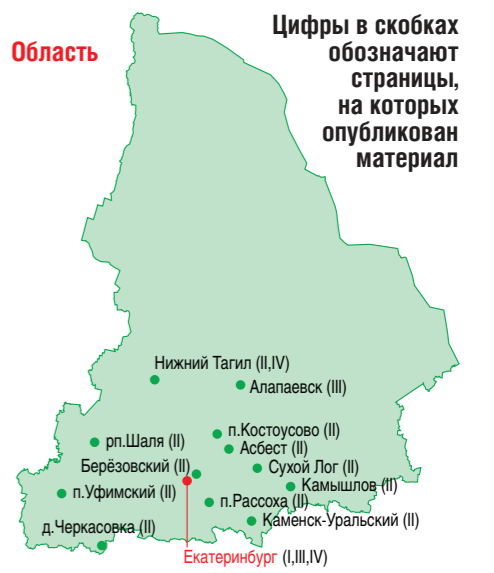 Область
Цифры в скобках
обозначают
страницы,
на которых
опубликован
материал
Нижний Тагил (II,IV)
Алапаевск (III)
п.Костоусово (II)
рп.Шаля (II)
Асбест (II)
Берёзовский (II)
Сухой Лог (II)
Камышлов (II)
п.Уфимский (II)
п.Рассоха (II)
Каменск-Уральский (II)
д.Черкасовка (II)
Екатеринбург (I,III,IV)